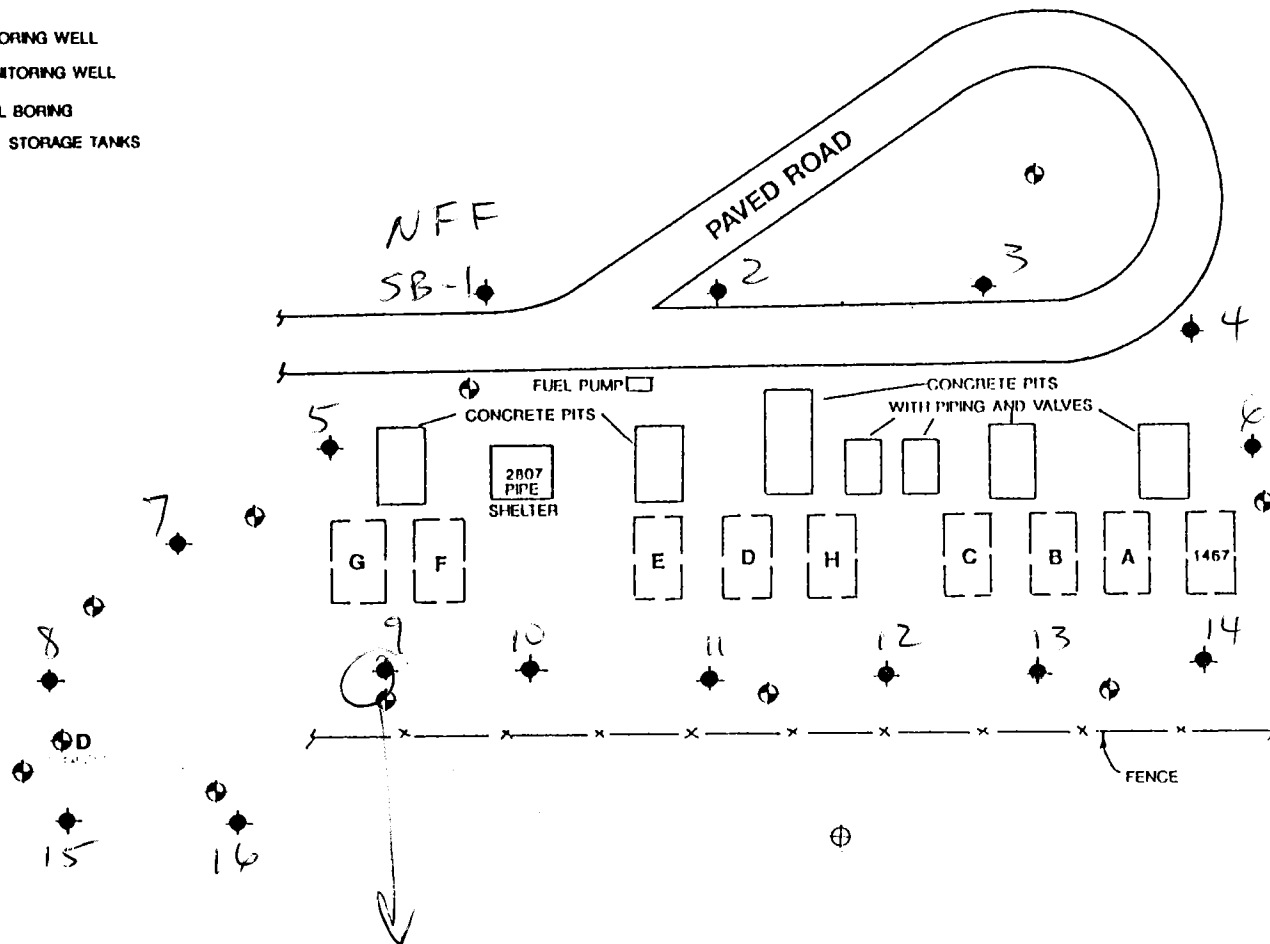 ORING WELL
NITORING WELL
L BORING
STORAGE TANKS
PAVED ROAD
NFF
SB-1
2
3
4
FUEL PUMP
CONCRETE PITS
WITH PIPING AND VALVES
CONCRETE PITS
5
6
2807
PIPE
SHELTER
7
G
F
E
D
H
C
B
A
1467
8
9
10
11
12
13
14
D
FENCE
15
16